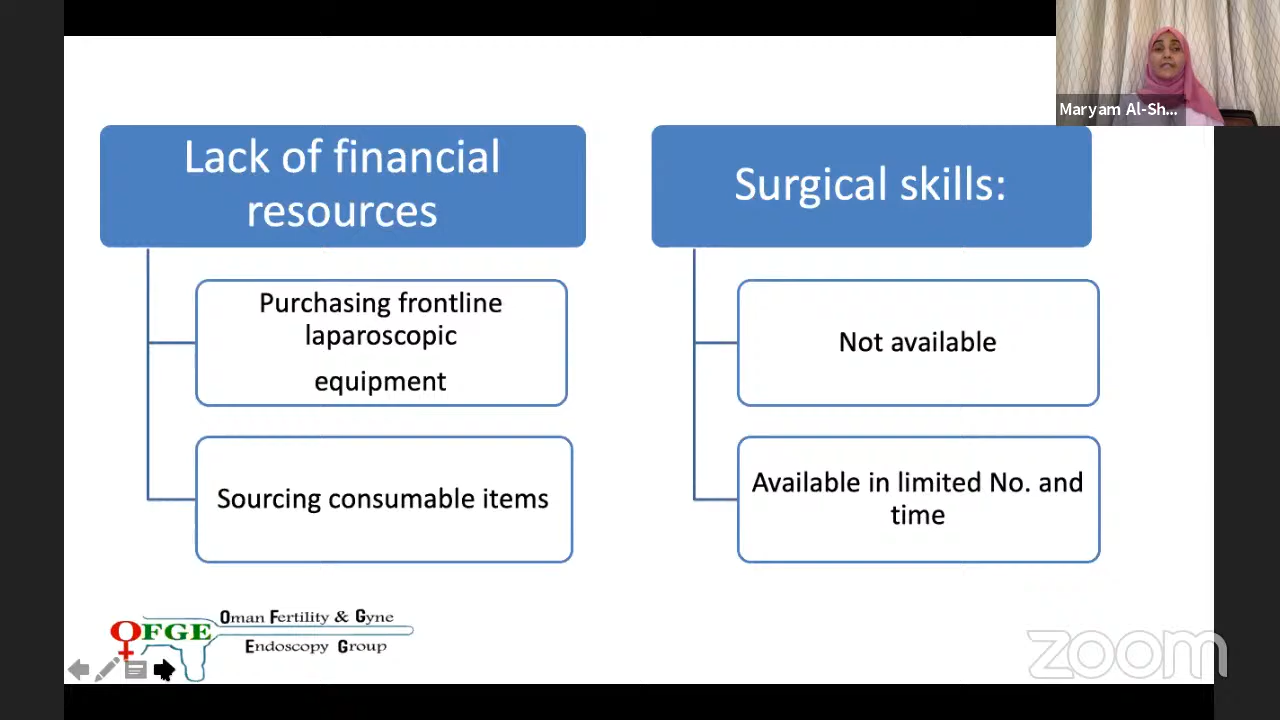 Maryam Al-Sh...
Lack of financial
resources
Purchasing frontline
laparoscopic
equipment
Sourcing consumable items
Surgical skills:
Not available
Available in limited No. and
time
OFGE
Oman Fertility & Gyne
Endoscopy Group
zoom